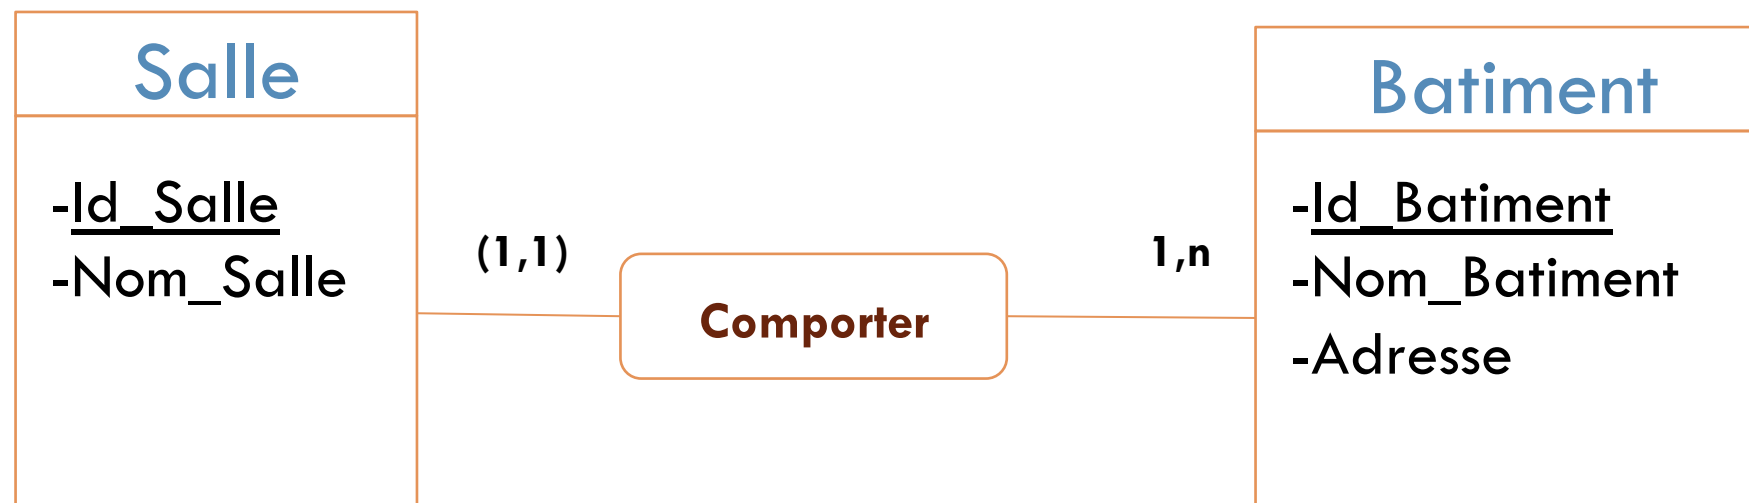 Salle
-Id_Salle
-Nom_Salle
(1,1)
Comporter
1,n
Batiment
-Id_Batiment
-Nom_Batiment
-Adresse